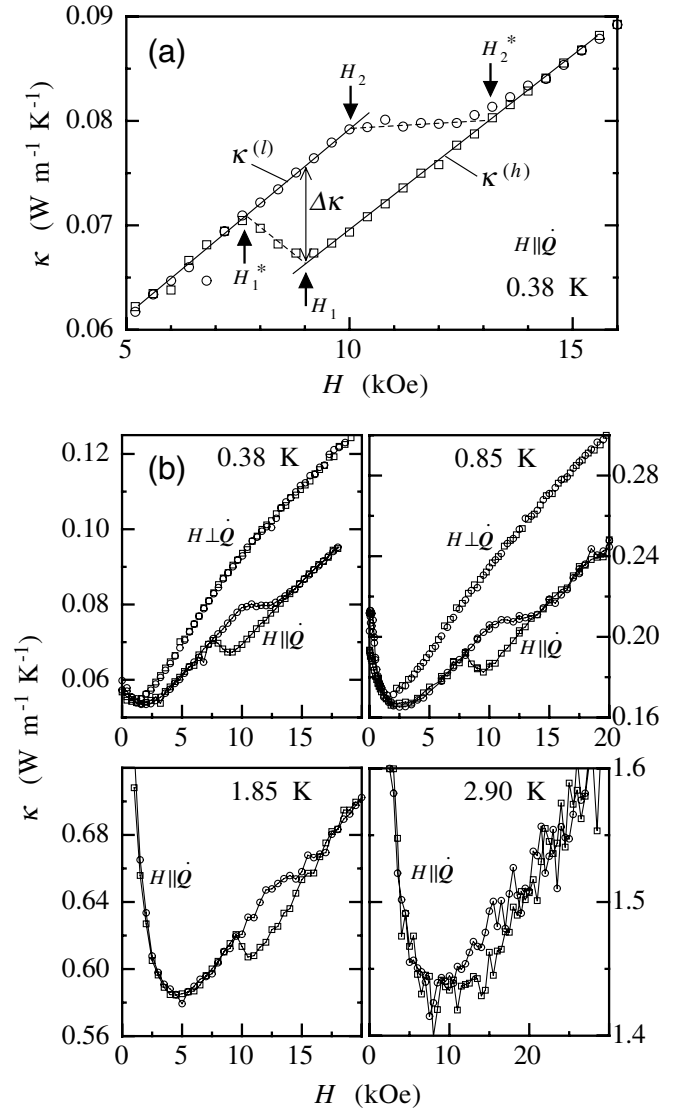 (a)
0.09
0.08
0.07
0.06
κ (W m⁻¹ K⁻¹)
H₂
H₂*
κ⁽ˡ⁾
Δκ
κ⁽ʰ⁾
H₁*
H₁
H∥Q̇
0.38 K
5 10 15
H (kOe)
(b)
0.38 K
0.85 K
0.12
0.10
0.08
0.06
H⊥Q̇
H∥Q̇
0 5 10 15
H⊥Q̇
H∥Q̇
0.28
0.24
0.20
0.16
0 5 10 15 20
κ (W m⁻¹ K⁻¹)
1.85 K
2.90 K
0.68
0.64
0.60
0.56
H∥Q̇
0 5 10 15
H∥Q̇
1.6
1.5
1.4
0 10 20
H (kOe)